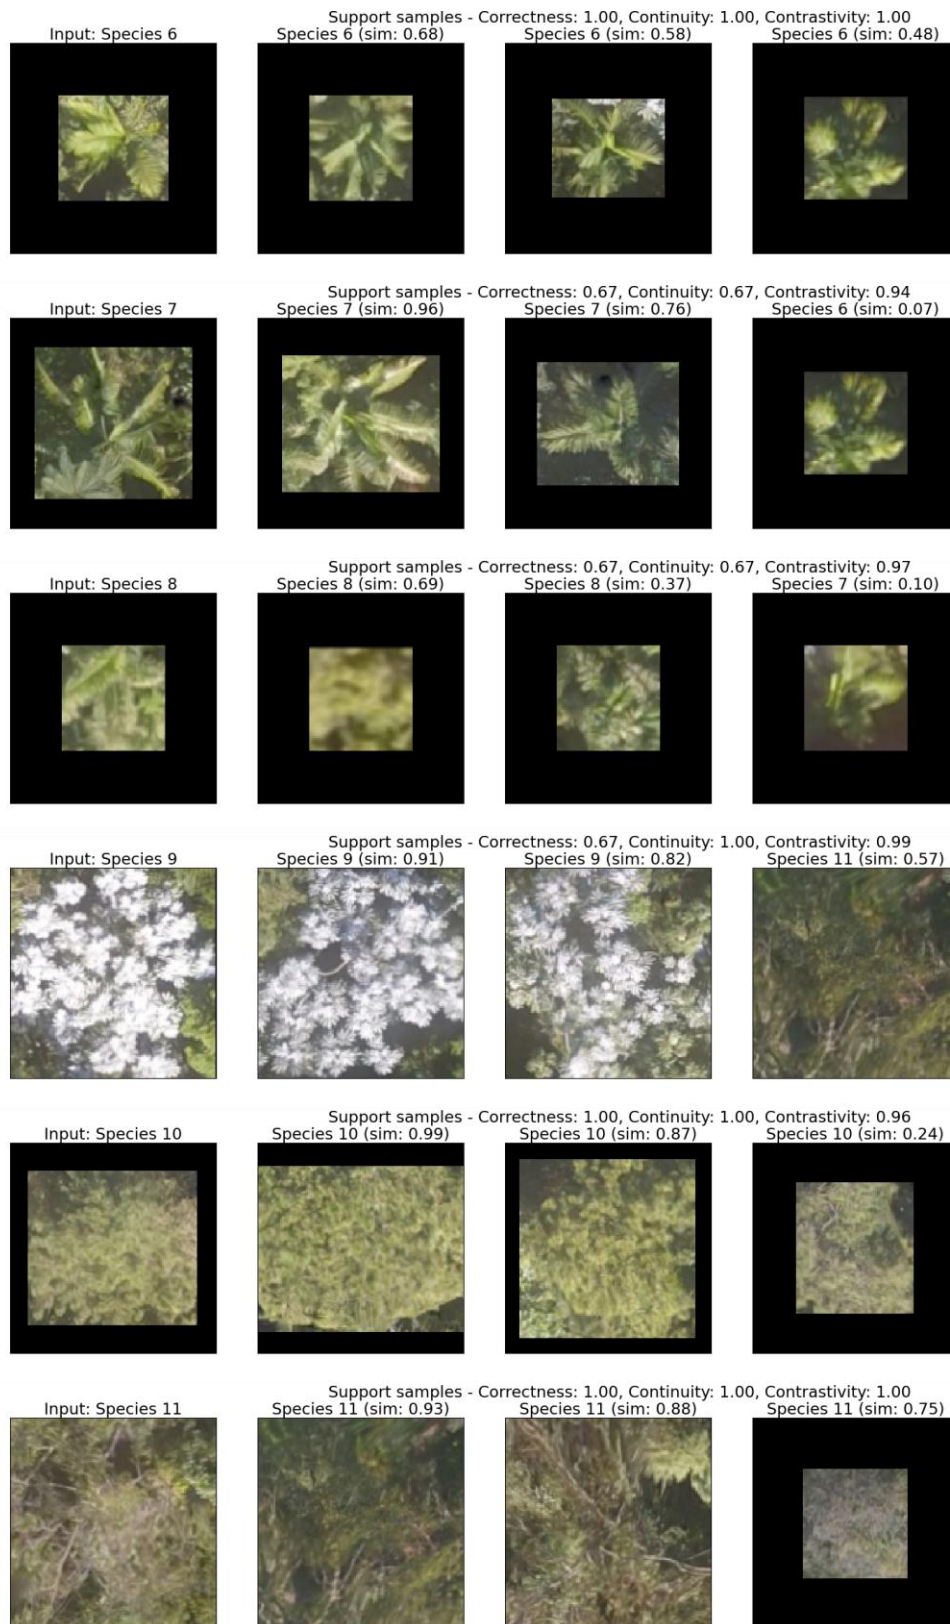 Support samples - Correctness: 1.00, Continuity: 1.00, Contrastivity: 1.00
Input: Species 6
Species 6 (sim: 0.68)
Species 6 (sim: 0.58)
Species 6 (sim: 0.48)
Support samples - Correctness: 0.67, Continuity: 0.67, Contrastivity: 0.94
Input: Species 7
Species 7 (sim: 0.96)
Species 7 (sim: 0.76)
Species 6 (sim: 0.07)
Support samples - Correctness: 0.67, Continuity: 0.67, Contrastivity: 0.97
Input: Species 8
Species 8 (sim: 0.69)
Species 8 (sim: 0.37)
Species 7 (sim: 0.10)
Support samples - Correctness: 0.67, Continuity: 1.00, Contrastivity: 0.99
Input: Species 9
Species 9 (sim: 0.91)
Species 9 (sim: 0.82)
Species 11 (sim: 0.57)
Support samples - Correctness: 1.00, Continuity: 1.00, Contrastivity: 0.96
Input: Species 10
Species 10 (sim: 0.99)
Species 10 (sim: 0.87)
Species 10 (sim: 0.24)
Support samples - Correctness: 1.00, Continuity: 1.00, Contrastivity: 1.00
Input: Species 11
Species 11 (sim: 0.93)
Species 11 (sim: 0.88)
Species 11 (sim: 0.75)